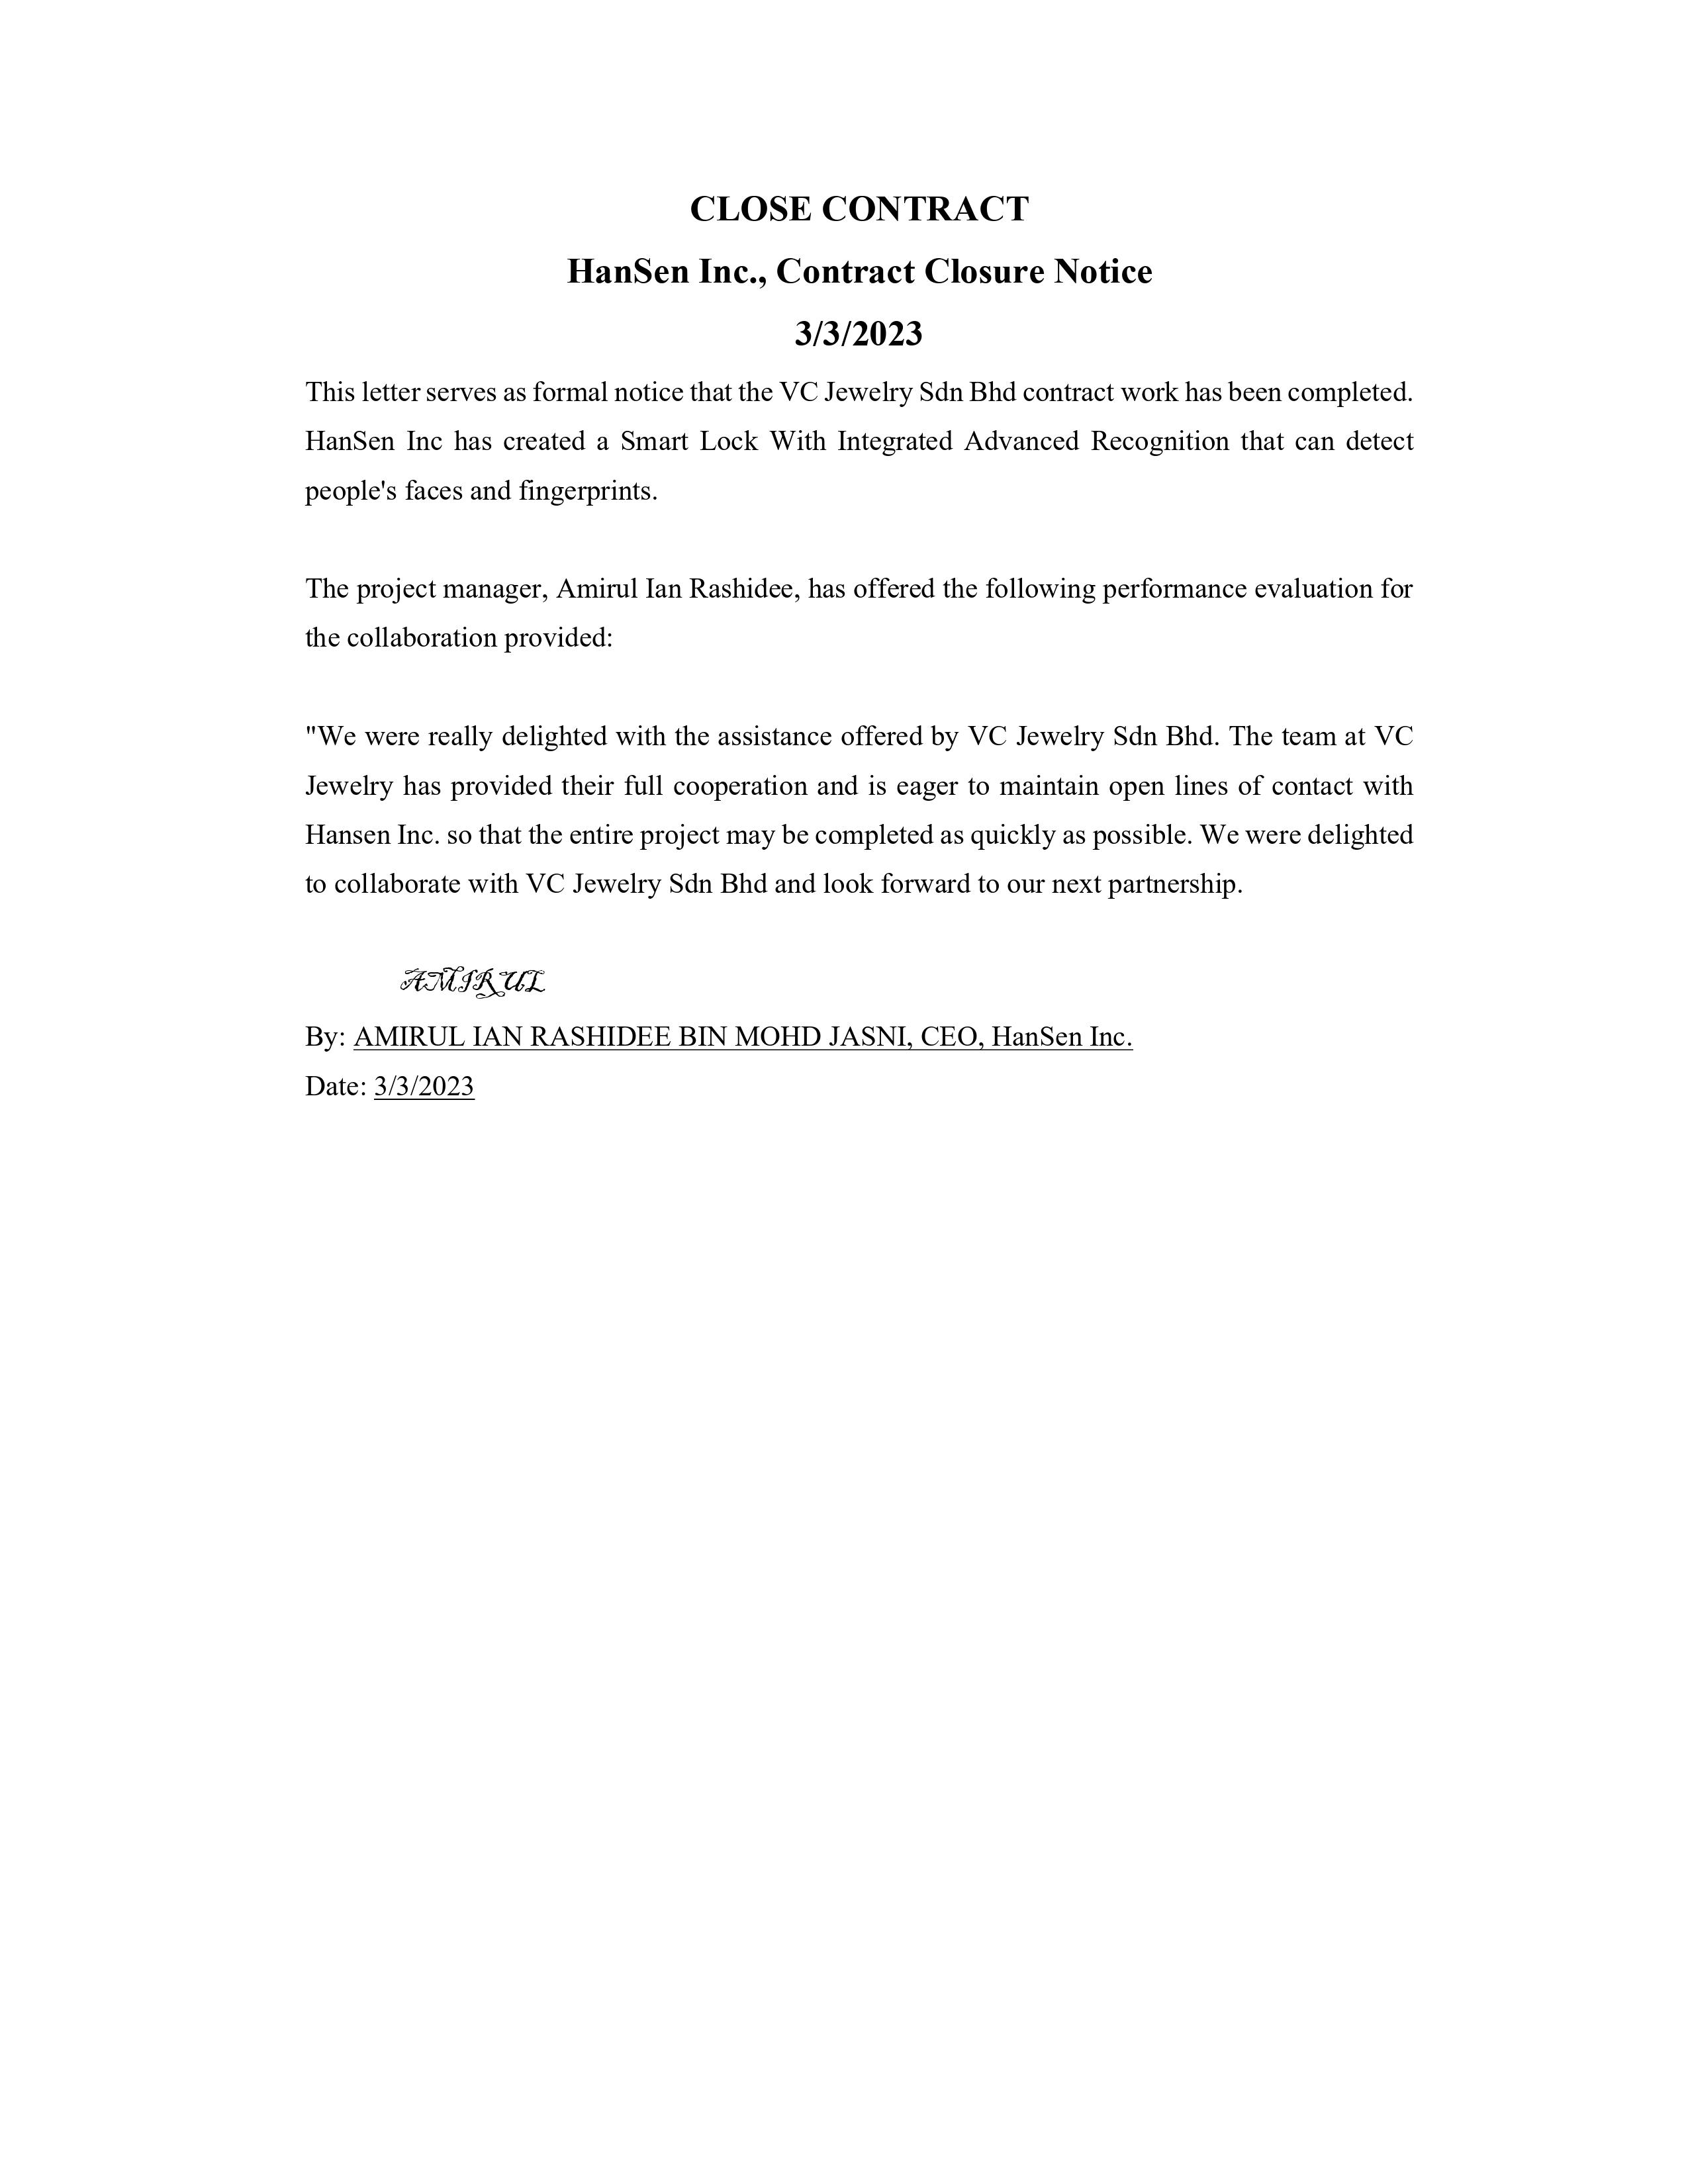 CLOSE CONTRACT
HanSen Inc., Contract Closure Notice
3/3/2023
This letter serves as formal notice that the VC Jewelry Sdn Bhd contract work has been completed.
HanSen Inc has created a Smart Lock With Integrated Advanced Recognition that can detect
people's faces and fingerprints.
The project manager, Amirul Ian Rashidee, has offered the following performance evaluation for
the collaboration provided:
"We were really delighted with the assistance offered by VC Jewelry Sdn Bhd. The team at VC
Jewelry has provided their full cooperation and is eager to maintain open lines of contact with
Hansen Inc. so that the entire project may be completed as quickly as possible. We were delighted
to collaborate with VC Jewelry Sdn Bhd and look forward to our next partnership.
AMIRUL
By: AMIRUL IAN RASHIDEE BIN MOHD JASNI, CEO, HanSen Inc.
Date: 3/3/2023